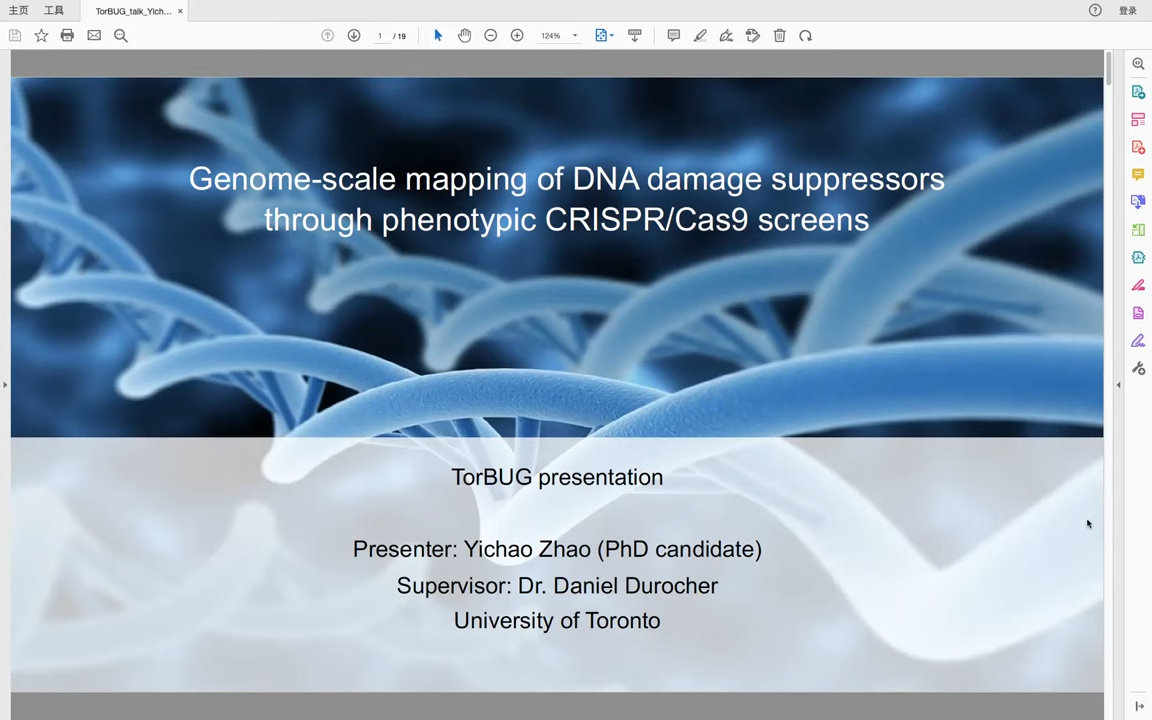 主页 工具 TorBUG_talk_Yich... × ? 登录
1 / 19 124%
Genome-scale mapping of DNA damage suppressors
through phenotypic CRISPR/Cas9 screens
TorBUG presentation
Presenter: Yichao Zhao (PhD candidate)
Supervisor: Dr. Daniel Durocher
University of Toronto